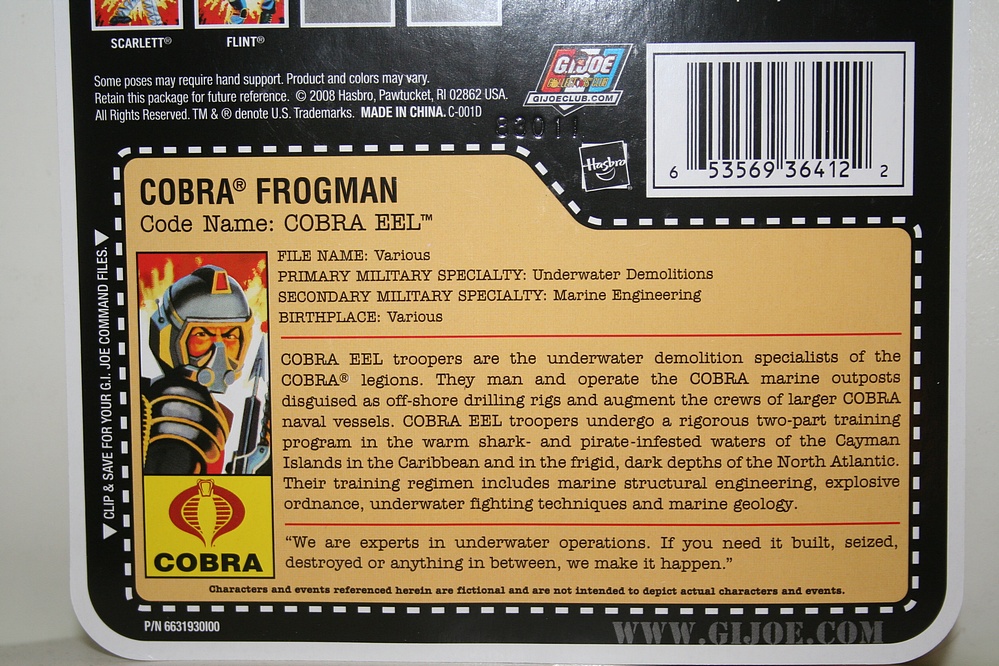 SCARLETT® FLINT®
Some poses may require hand support. Product and colors may vary.
Retain this package for future reference. © 2008 Hasbro, Pawtucket, RI 02862 USA.
All Rights Reserved. TM & ® denote U.S. Trademarks. MADE IN CHINA. C-001D
G.I.JOE
COLLECTORS' CLUB
GIJOECLUB.COM
83011
Hasbro
6 53569 36412 2
COBRA® FROGMAN
Code Name: COBRA EEL™
CLIP & SAVE FOR YOUR G.I. JOE COMMAND FILES.
FILE NAME: Various
PRIMARY MILITARY SPECIALTY: Underwater Demolitions
SECONDARY MILITARY SPECIALTY: Marine Engineering
BIRTHPLACE: Various
COBRA EEL troopers are the underwater demolition specialists of the
COBRA® legions. They man and operate the COBRA marine outposts
disguised as off-shore drilling rigs and augment the crews of larger COBRA
naval vessels. COBRA EEL troopers undergo a rigorous two-part training
program in the warm shark- and pirate-infested waters of the Cayman
Islands in the Caribbean and in the frigid, dark depths of the North Atlantic.
Their training regimen includes marine structural engineering, explosive
ordnance, underwater fighting techniques and marine geology.
COBRA
“We are experts in underwater operations. If you need it built, seized,
destroyed or anything in between, we make it happen.”
Characters and events referenced herein are fictional and are not intended to depict actual characters and events.
P/N 6631930I00
WWW.GIJOE.COM